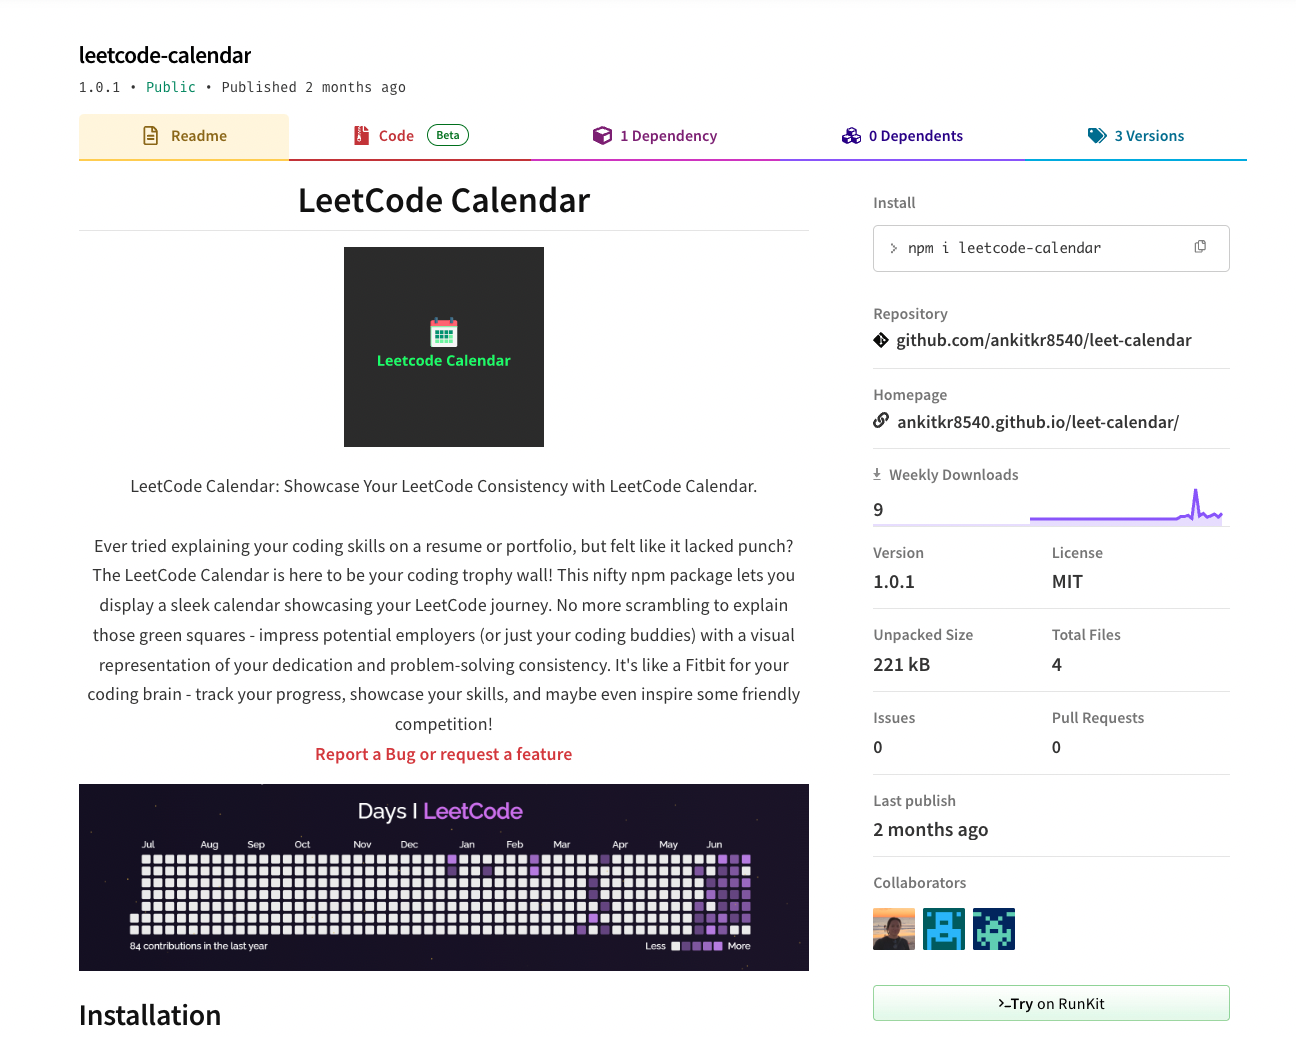 leetcode-calendar
1.0.1 • Public • Published 2 months ago
Readme
Code Beta
1 Dependency
0 Dependents
3 Versions
LeetCode Calendar
Leetcode Calendar
LeetCode Calendar: Showcase Your LeetCode Consistency with LeetCode Calendar.
Ever tried explaining your coding skills on a resume or portfolio, but felt like it lacked punch?
The LeetCode Calendar is here to be your coding trophy wall! This nifty npm package lets you
display a sleek calendar showcasing your LeetCode journey. No more scrambling to explain
those green squares - impress potential employers (or just your coding buddies) with a visual
representation of your dedication and problem-solving consistency. It's like a Fitbit for your
coding brain - track your progress, showcase your skills, and maybe even inspire some friendly
competition!
Report a Bug or request a feature
Days I LeetCode
Jul Aug Sep Oct Nov Dec Jan Feb Mar Apr May Jun
84 contributions in the last year
Less More
Installation
Install
> npm i leetcode-calendar
Repository
github.com/ankitkr8540/leet-calendar
Homepage
ankitkr8540.github.io/leet-calendar/
Weekly Downloads
9
Version
1.0.1
License
MIT
Unpacked Size
221 kB
Total Files
4
Issues
0
Pull Requests
0
Last publish
2 months ago
Collaborators
Try on RunKit